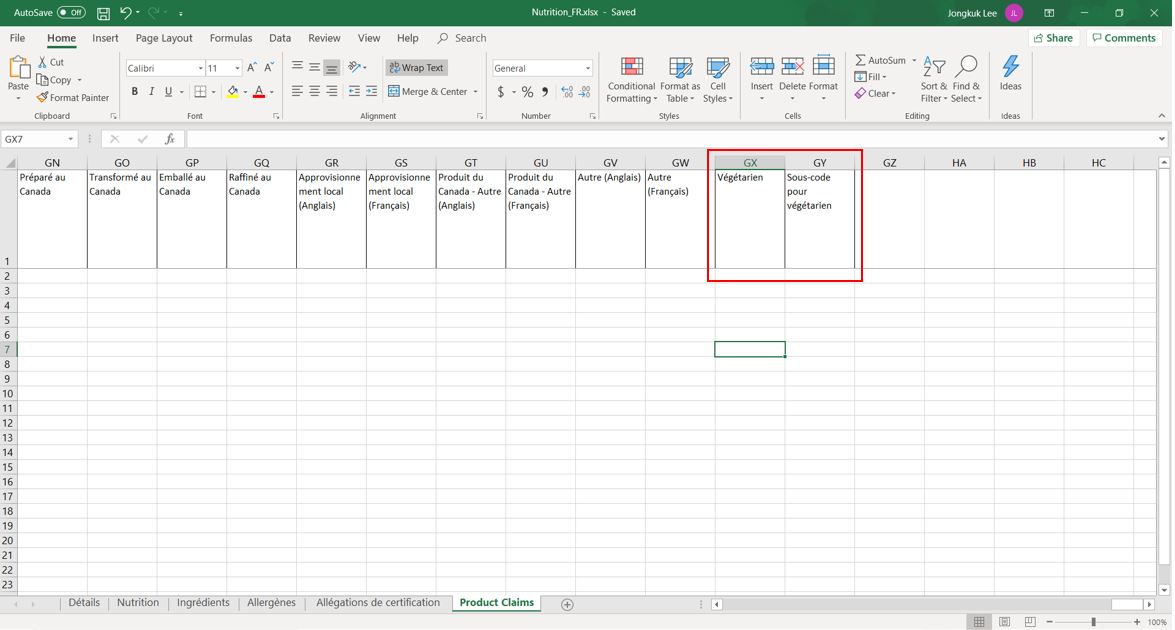 AutoSave Off Nutrition_FR.xlsx - Saved Jongkuk Lee JL
File Home Insert Page Layout Formulas Data Review View Help Search Share Comments
Paste
Cut
Copy
Format Painter
Clipboard
Calibri 11 A A
B I U A
Font
Wrap Text
Merge & Center
Alignment
General
$ % 9
Number
Conditional Formatting
Format as Table
Cell Styles
Styles
Insert Delete Format
Cells
AutoSum
Fill
Clear
Sort & Filter
Find & Select
Editing
Ideas
Ideas
GX7 fx
GN GO GP GQ GR GS GT GU GV GW GX GY GZ HA HB HC
Préparé au
Canada
Transformé au
Canada
Emballé au
Canada
Raffiné au
Canada
Approvisionne
ment local
(Anglais)
Approvisionne
ment local
(Français)
Produit du
Canada - Autre
(Anglais)
Produit du
Canada - Autre
(Français)
Autre (Anglais)
Autre
(Français)
Végétarien
Sous-code
pour
végétarien
1
2
3
4
5
6
7
8
9
10
11
12
13
14
15
16
17
18
19
20
21
22
23
Détails Nutrition Ingrédients Allergènes Allégations de certification Product Claims
100%